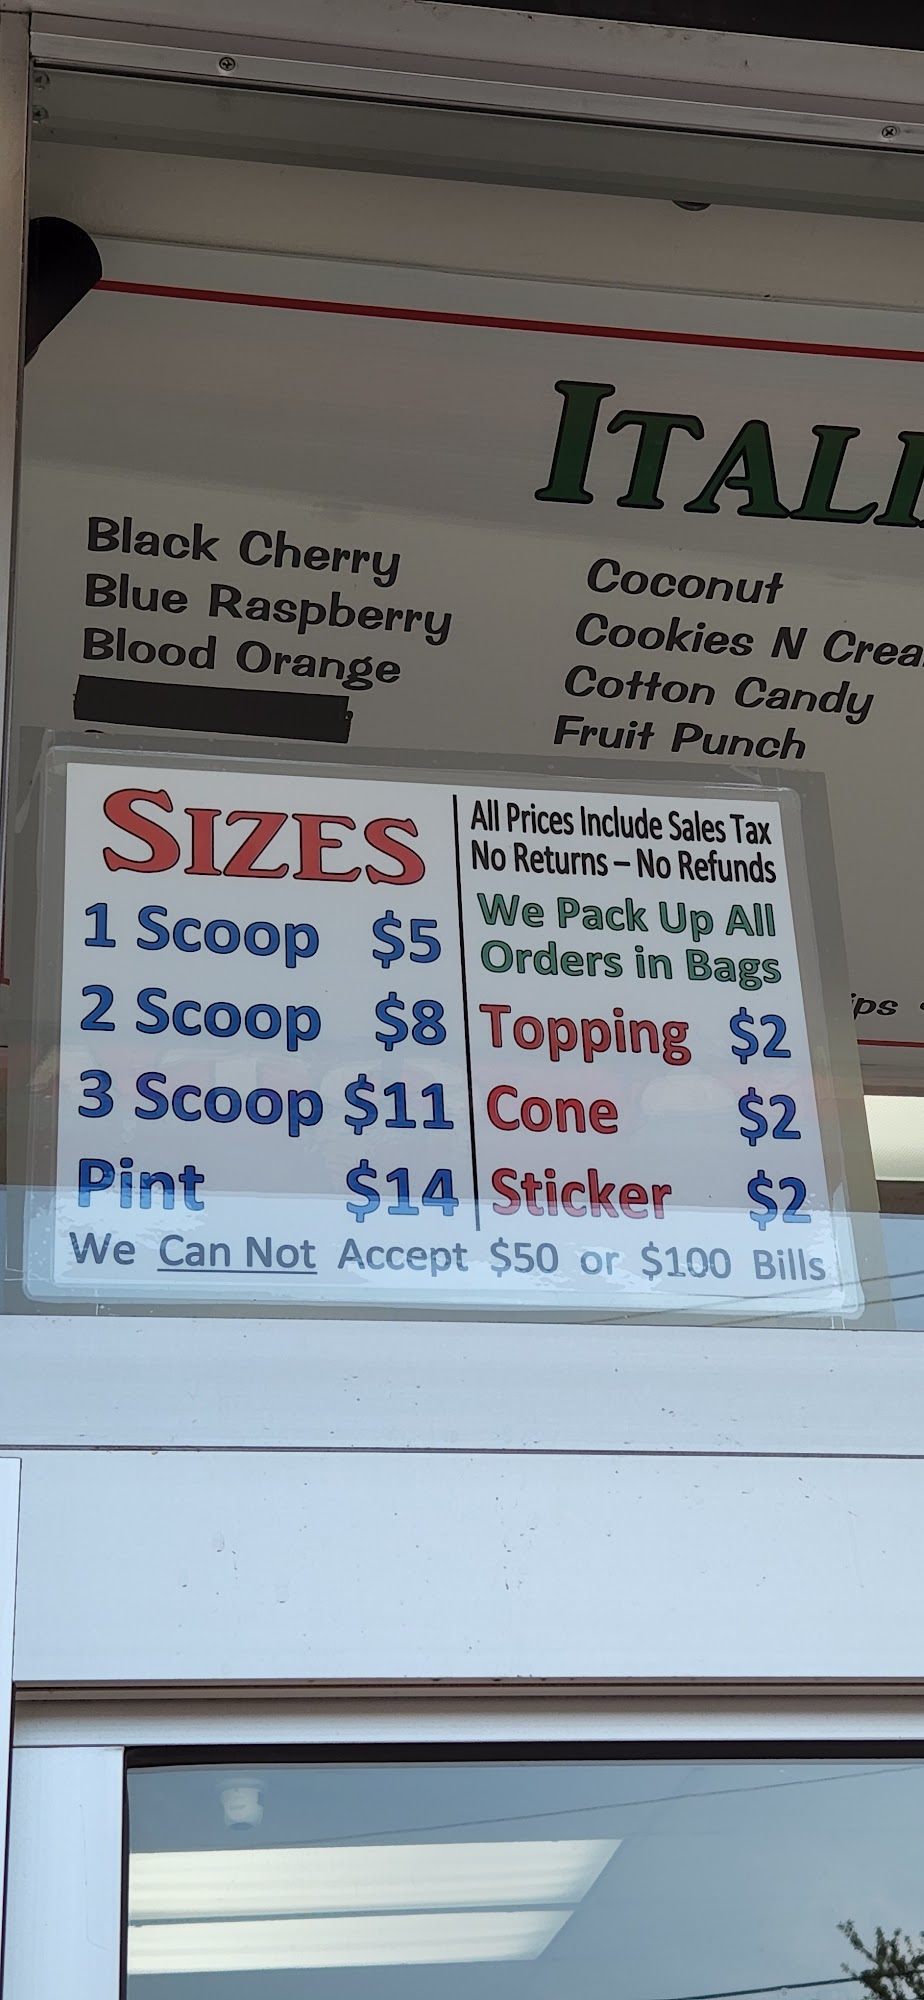 ITALI
Black Cherry
Blue Raspberry
Blood Orange
Coconut
Cookies N Crea
Cotton Candy
Fruit Punch
SIZES
1 Scoop $5
2 Scoop $8
3 Scoop $11
Pint $14
All Prices Include Sales Tax
No Returns – No Refunds
We Pack Up All
Orders in Bags
Topping $2
Cone $2
Sticker $2
We Can Not Accept $50 or $100 Bills
ips